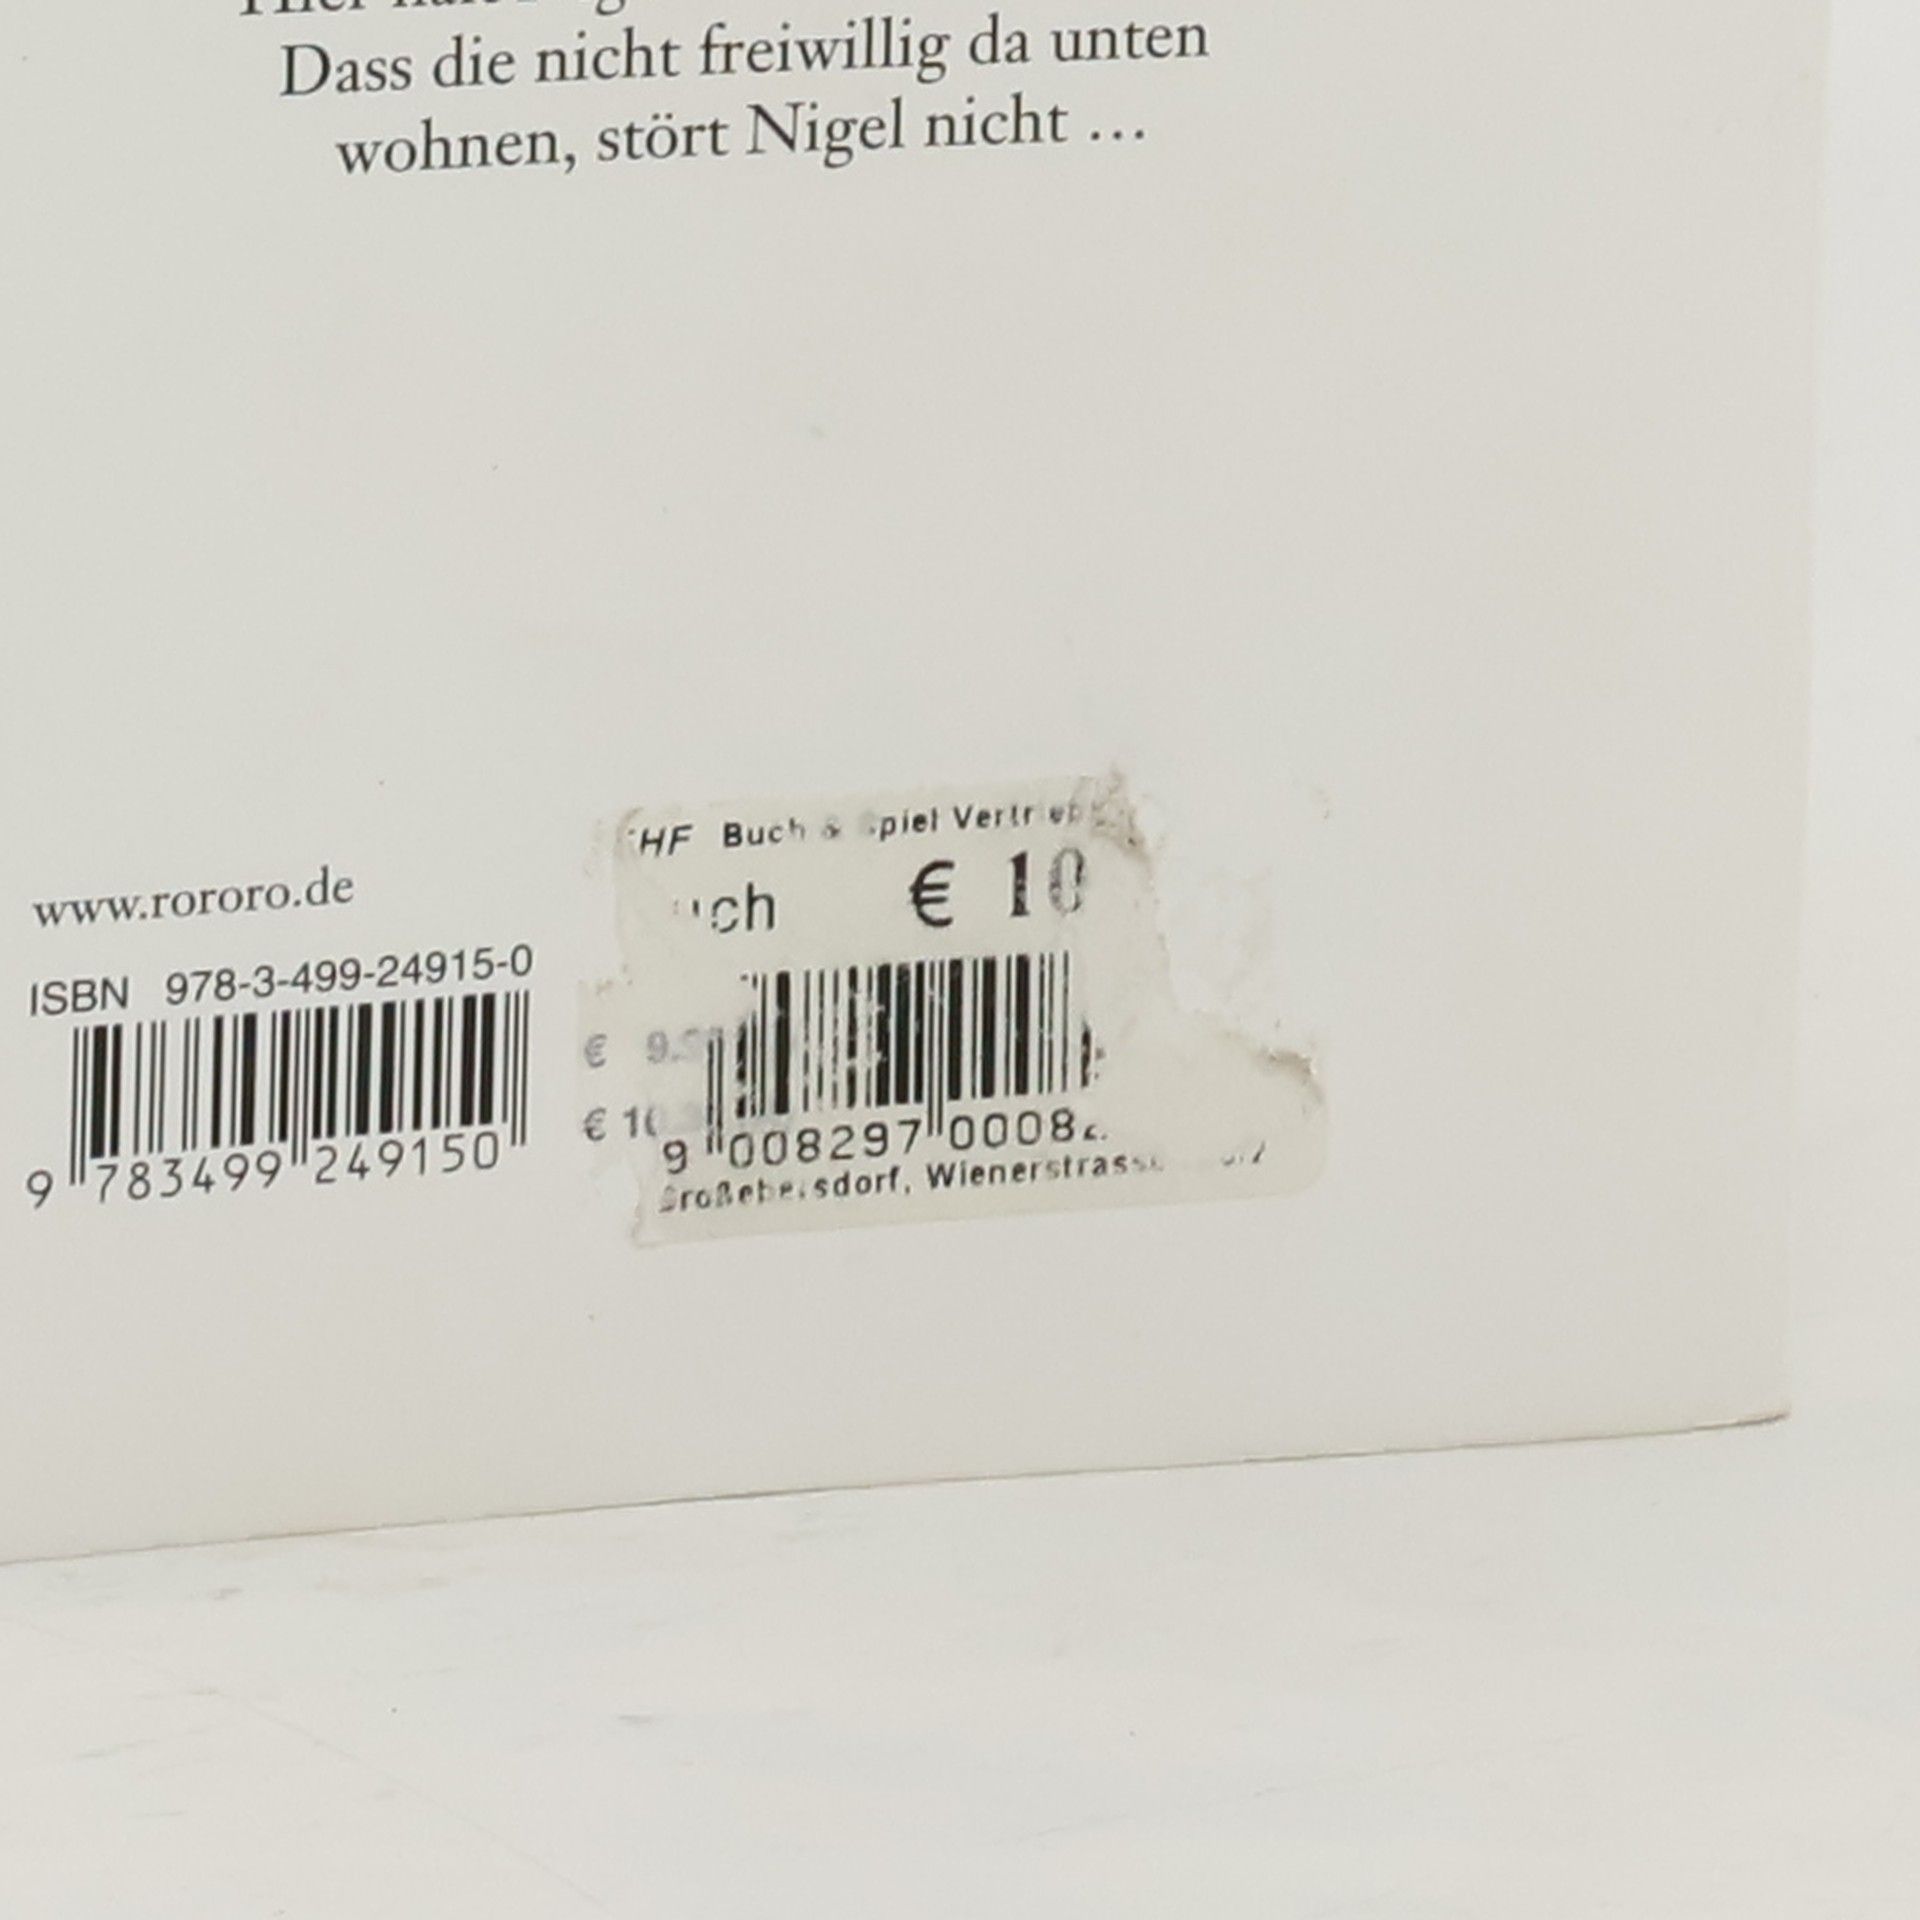 Dass die nicht freiwillig da unten
wohnen, stört Nigel nicht ...
www.rororo.de
ISBN 978-3-499-24915-0
9 783499 249150
HF Buch &
€ 10
€
€
9 008297 0008